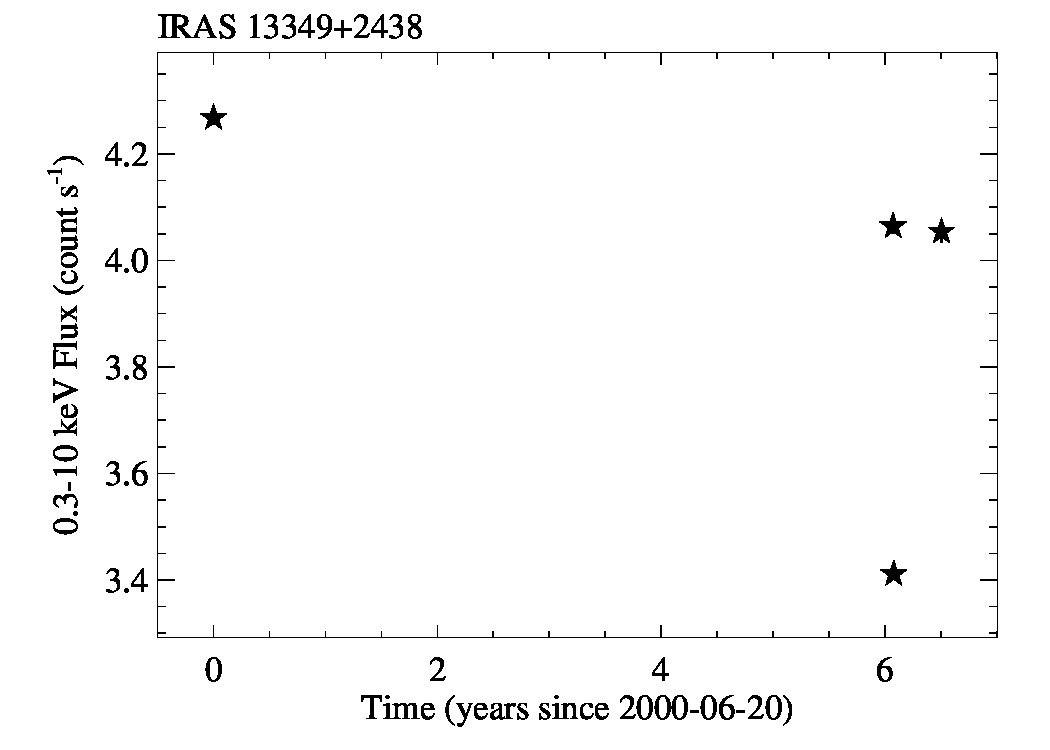 IRAS 13349+2438
0.3-10 keV Flux (count s⁻¹)
4.2
4.0
3.8
3.6
3.4
0 2 4 6
Time (years since 2000-06-20)